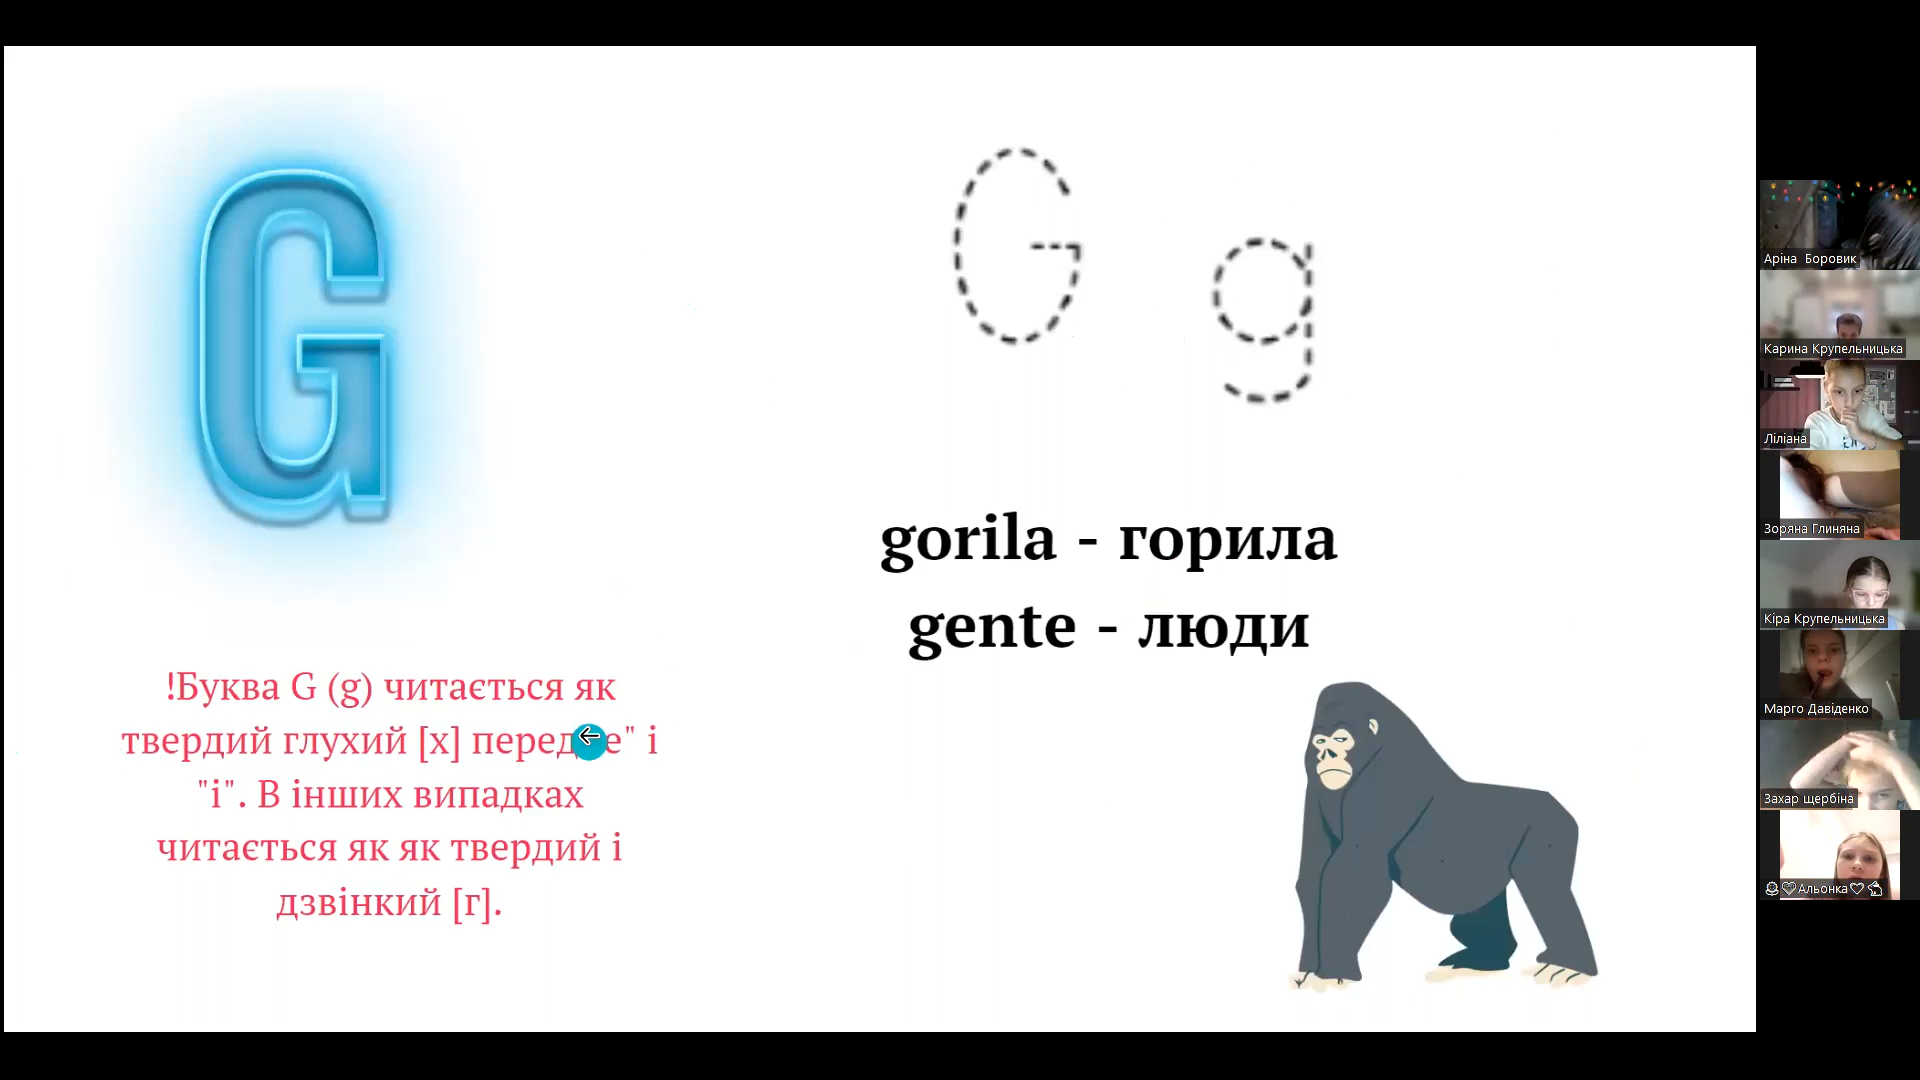 G
G g
gorila - горила
gente - люди
!Буква G (g) читається як
твердий глухий [х] перед е" і
"і". В інших випадках
читається як як твердий і
дзвінкий [г].
Аріна Боровик
Карина Крупельницька
Ліліана
Зоряна Глиняна
Кіра Крупельницька
Марго Давіденко
Захар щербіна
Альонка